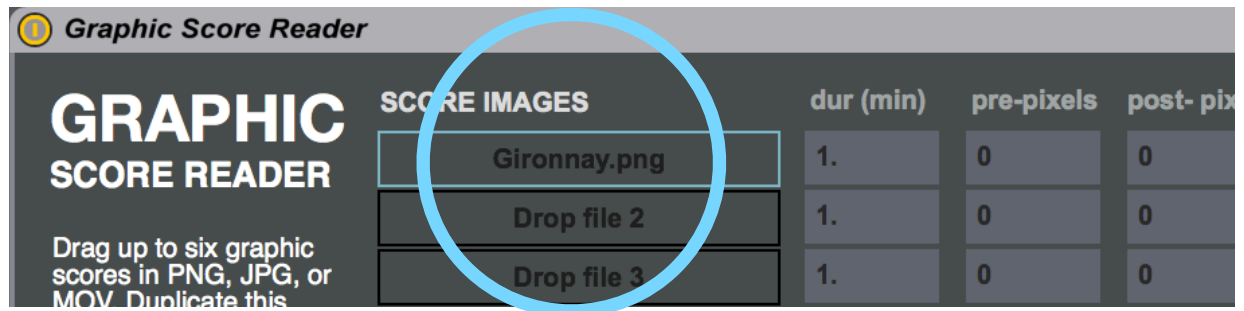 Graphic Score Reader
GRAPHIC
SCORE READER
Drag up to six graphic
scores in PNG, JPG, or
MOV. Duplicate this
SCORE IMAGES
Gironnay.png
Drop file 2
Drop file 3
dur (min) pre-pixels post- pix
1. 0 0
1. 0 0
1. 0 0